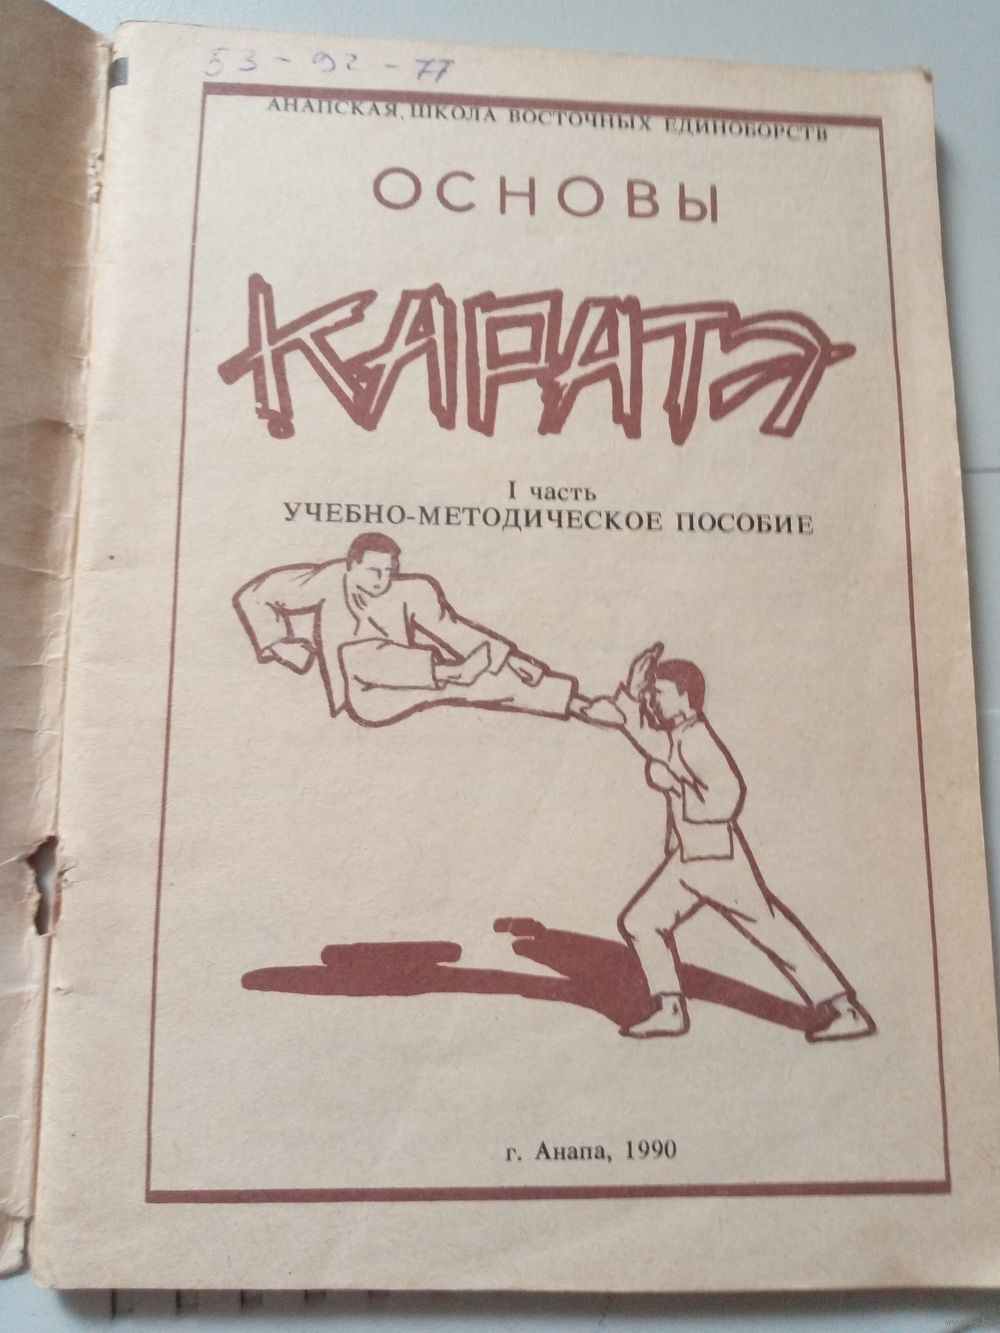 53-92-77
АНАПСКАЯ ШКОЛА ВОСТОЧНЫХ ЕДИНОБОРСТВ
ОСНОВЫ
КАРАТЭ
I часть
УЧЕБНО-МЕТОДИЧЕСКОЕ ПОСОБИЕ
г. Анапа, 1990